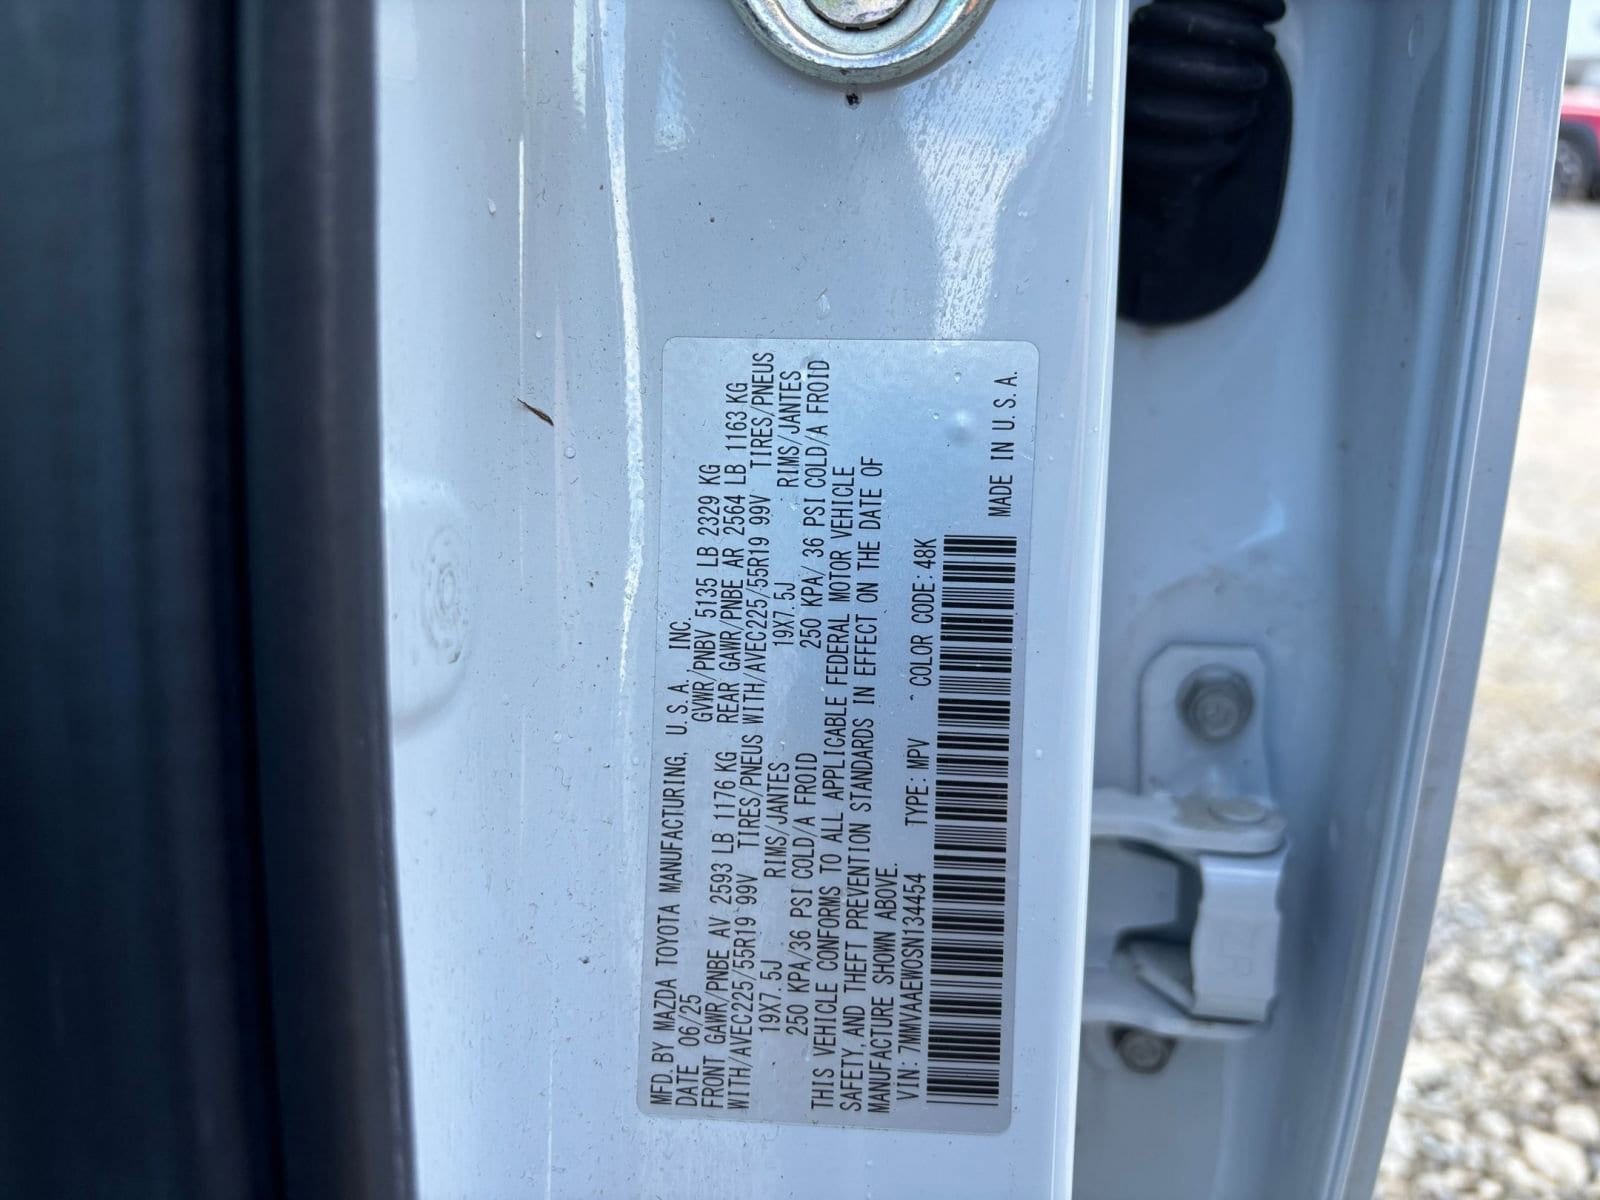 MFD. BY MAZDA TOYOTA MANUFACTURING, U.S.A., INC.
DATE 06/25 GVWR/PNBV 5135 LB 2329 KG
FRONT GAWR/PNBE AV 2593 LB 1176 KG REAR GAWR/PNBE AR 2564 LB 1163 KG
WITH/AVEC225/55R19 99V TIRES/PNEUS WITH/AVEC225/55R19 99V TIRES/PNEUS
19X7.5J RIMS/JANTES 19X7.5J RIMS/JANTES
250 KPA/36 PSI COLD/A FROID 250 KPA/ 36 PSI COLD/A FROID
THIS VEHICLE CONFORMS TO ALL APPLICABLE FEDERAL MOTOR VEHICLE
SAFETY, AND THEFT PREVENTION STANDARDS IN EFFECT ON THE DATE OF
MANUFACTURE SHOWN ABOVE.
VIN: 7MMVAAEW0SN134454 TYPE: MPV COLOR CODE: 48K
MADE IN U.S.A.